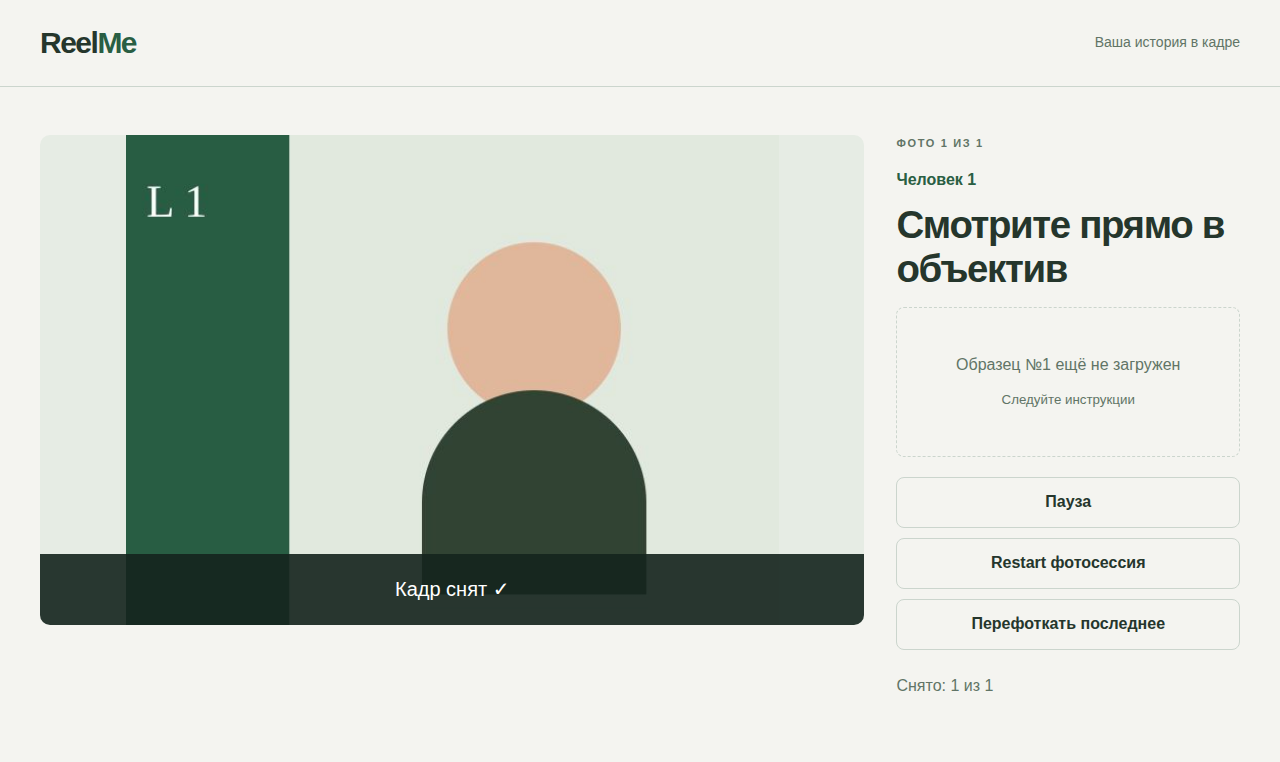 ReelMe
Ваша история в кадре
L 1
Кадр снят ✓
ФОТО 1 ИЗ 1
Человек 1
Смотрите прямо в
объектив
Образец №1 ещё не загружен
Следуйте инструкции
Пауза
Restart фотосессия
Перефоткать последнее
Снято: 1 из 1